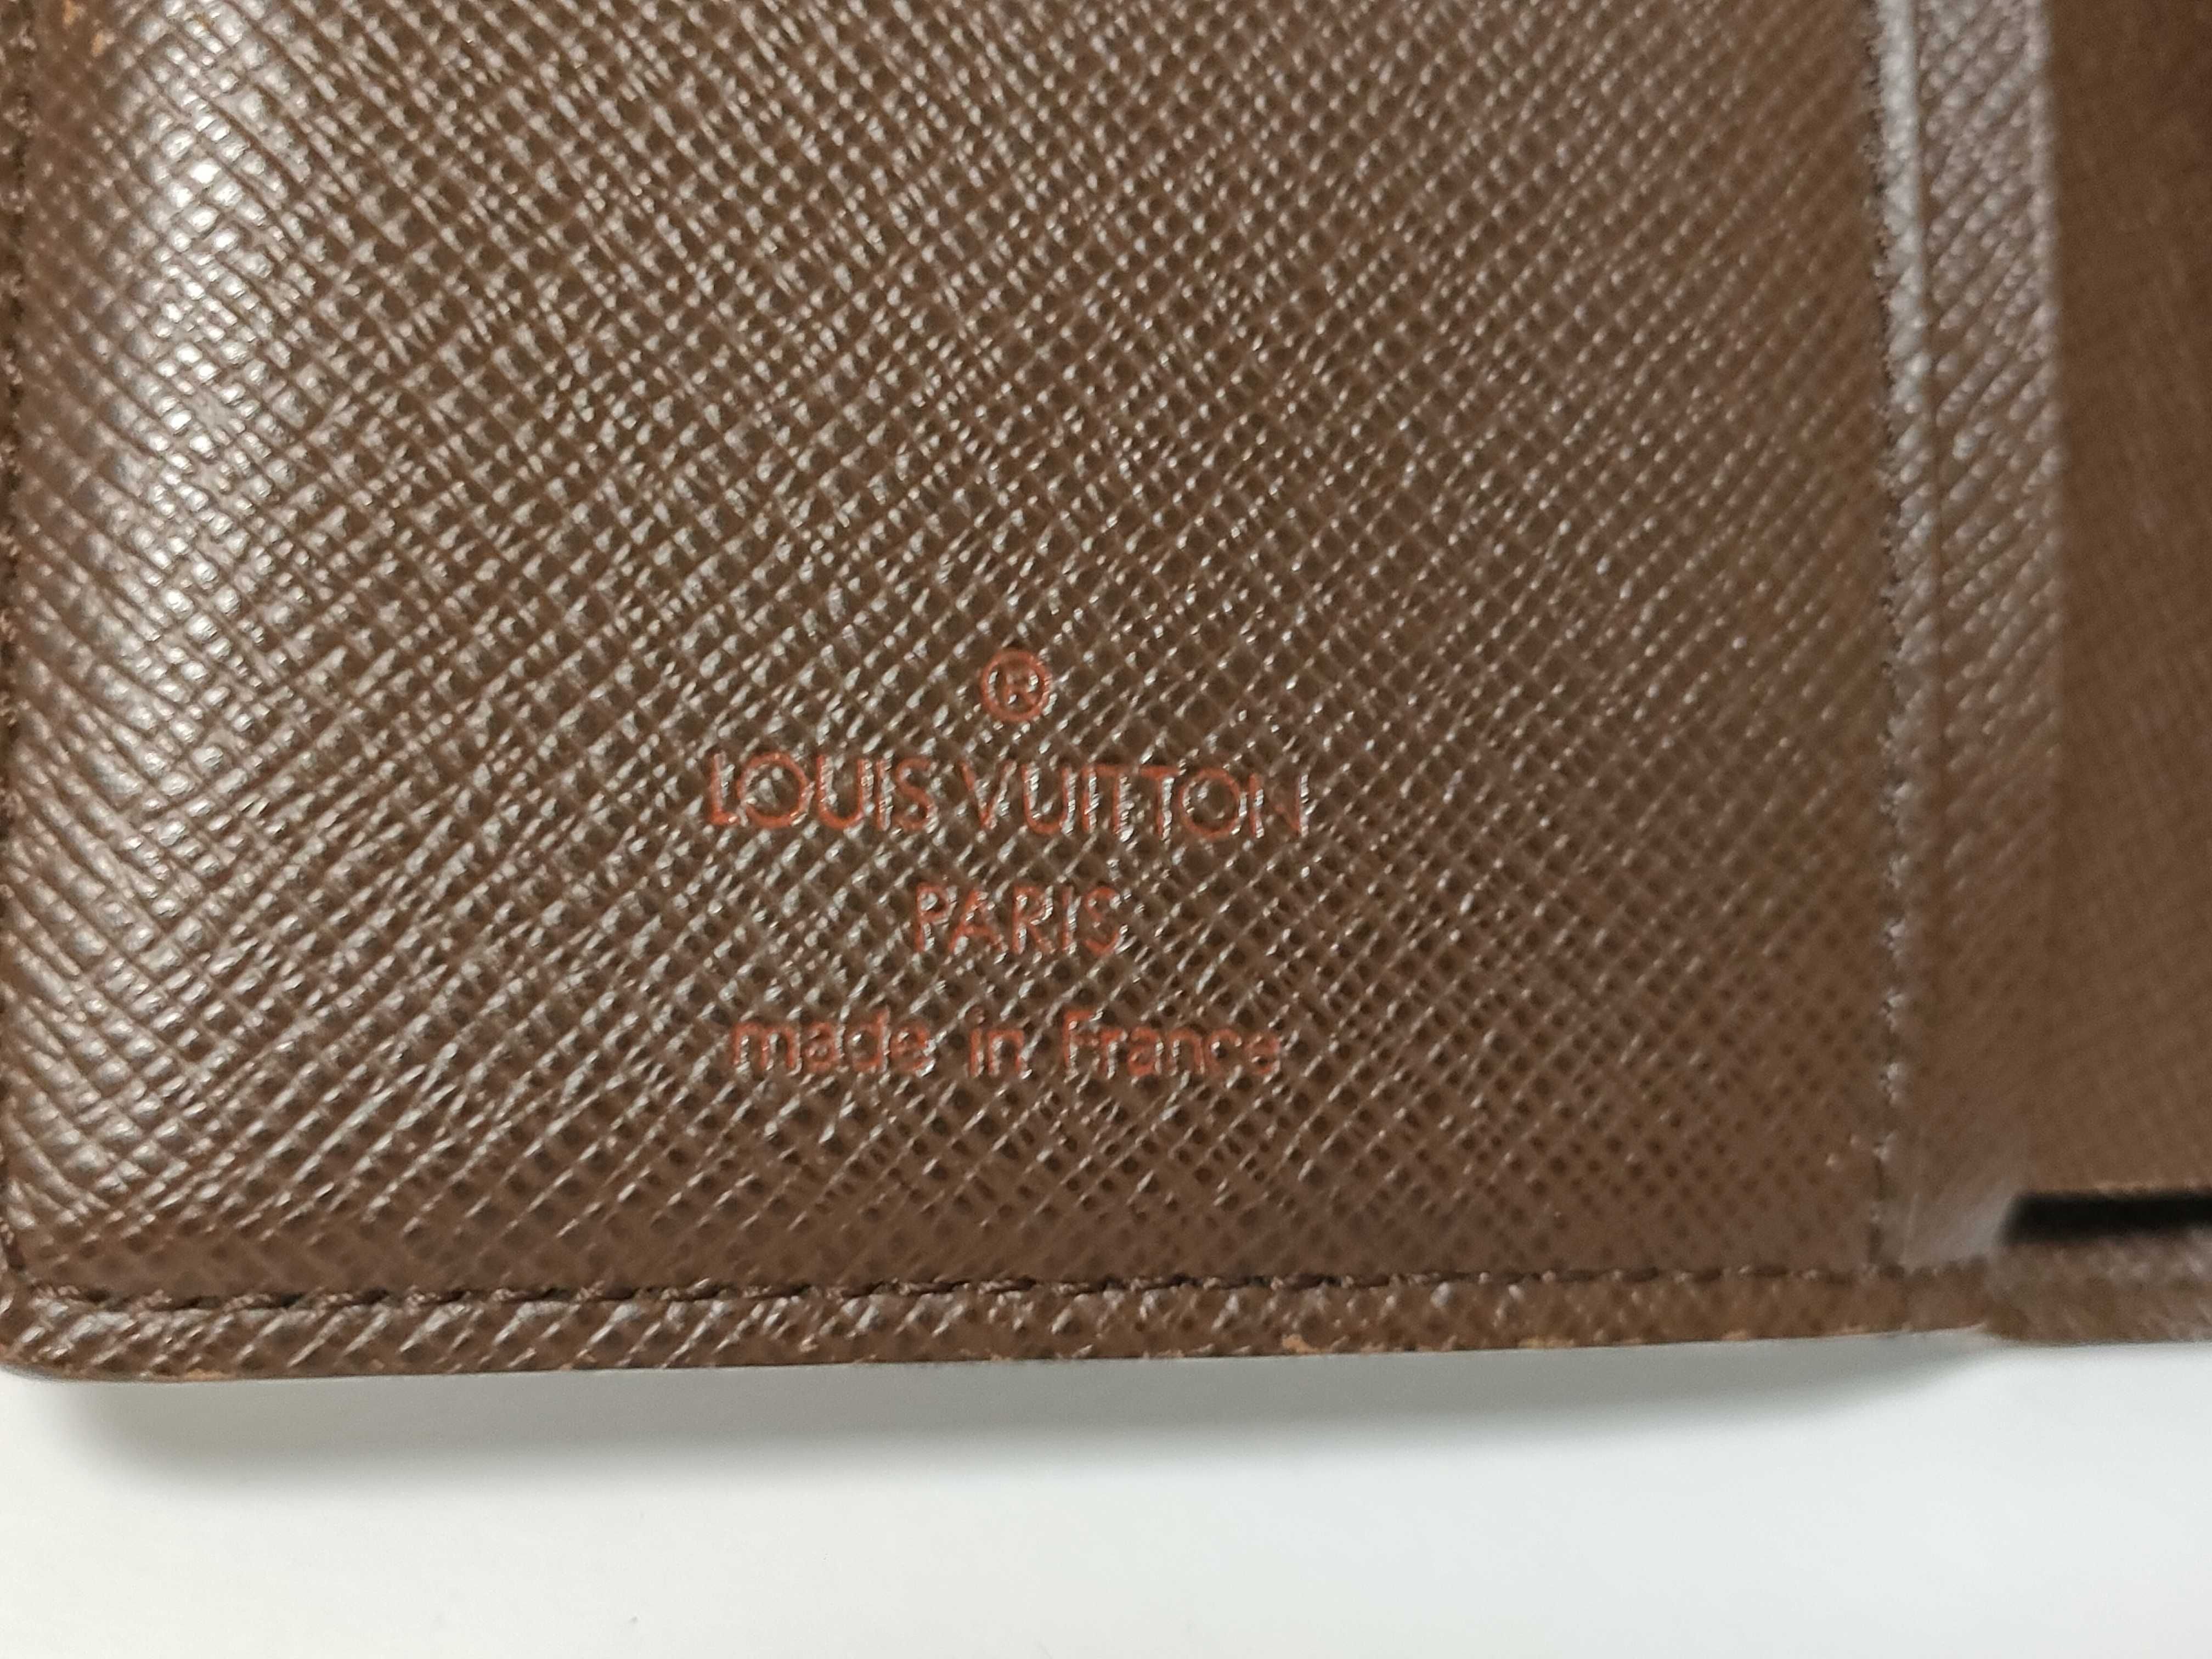 ®
LOUIS VUITTON
PARIS
made in France